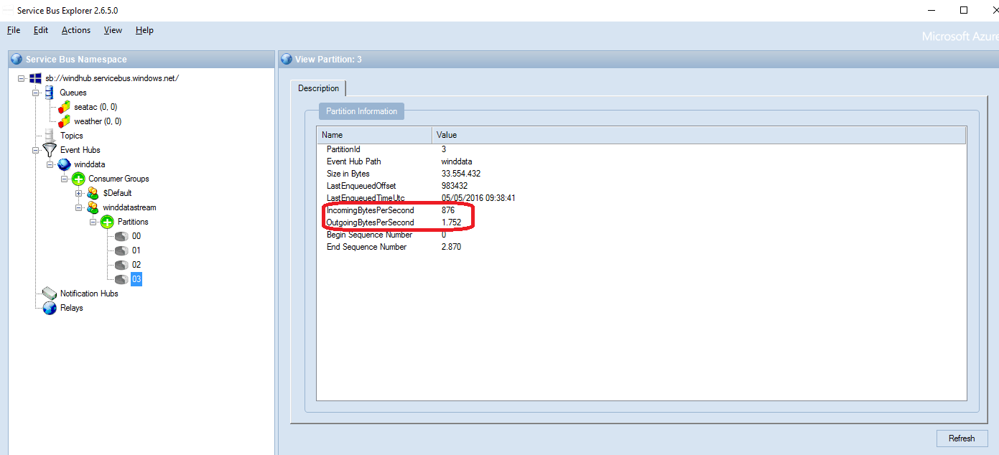 Service Bus Explorer 2.6.5.0
File Edit Actions View Help
Microsoft Azure
Service Bus Namespace
sb://windhub.servicebus.windows.net/
Queues
seatac (0, 0)
weather (0, 0)
Topics
Event Hubs
winddata
Consumer Groups
$Default
winddatastream
Partitions
00
01
02
03
Notification Hubs
Relays
View Partition: 3
Description
Partition Information
Name Value
PartitionId 3
Event Hub Path winddata
Size in Bytes 33.554.432
LastEnqueuedOffset 983432
LastEnqueuedTimeUtc 05/05/2016 09:38:41
IncomingBytesPerSecond 876
OutgoingBytesPerSecond 1.752
Begin Sequence Number 0
End Sequence Number 2.870
Refresh